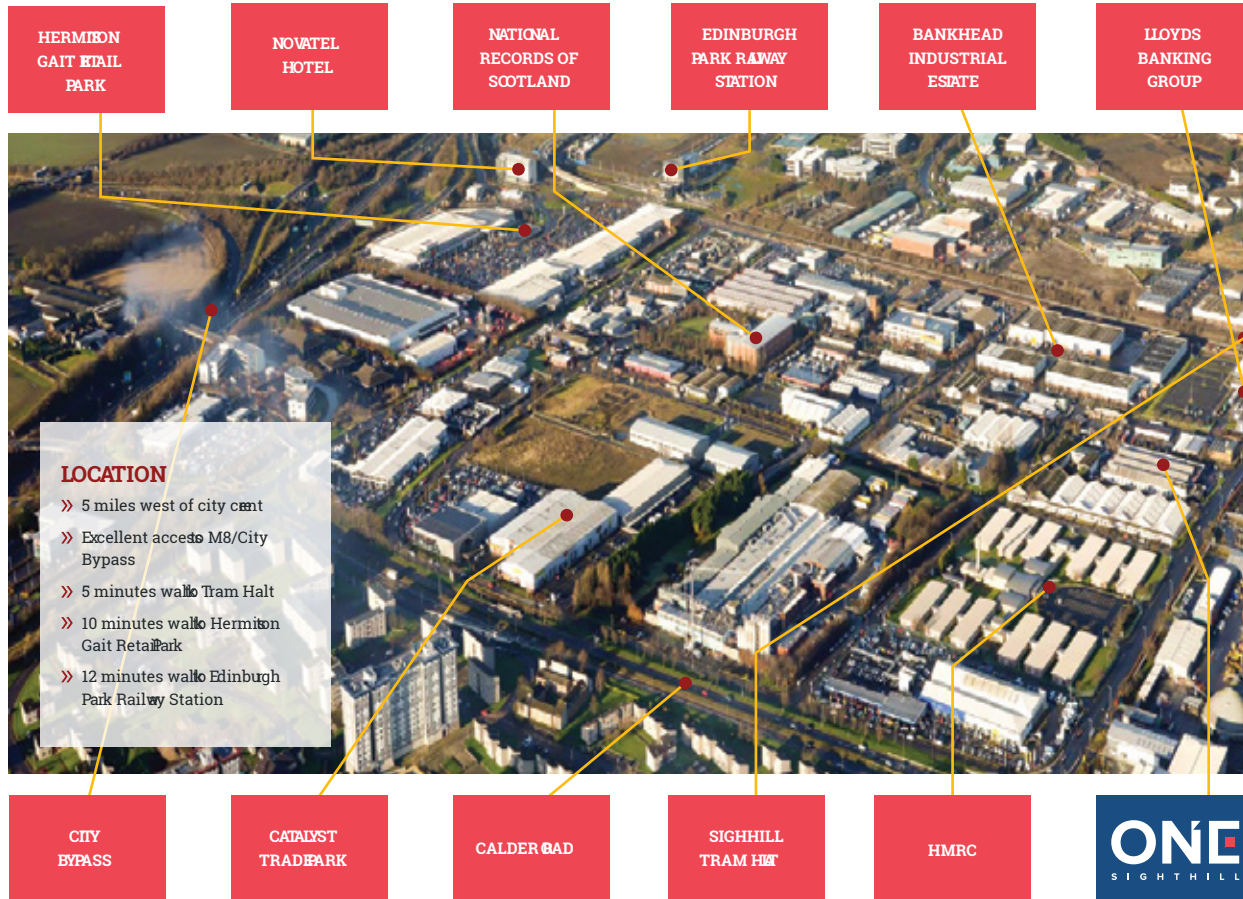 HERMISTON
GAIT RETAIL
PARK
NOVATEL
HOTEL
NATIONAL
RECORDS OF
SCOTLAND
EDINBURGH
PARK RAILWAY
STATION
BANKHEAD
INDUSTRIAL
ESTATE
LLOYDS
BANKING
GROUP
LOCATION
» 5 miles west of city centre
» Excellent access to M8/City
Bypass
» 5 minutes walk to Tram Halt
» 10 minutes walk to Hermiston
Gait Retail Park
» 12 minutes walk to Edinburgh
Park Railway Station
CITY
BYPASS
CATALYST
TRADE PARK
CALDER ROAD
SIGHHILL
TRAM HALT
HMRC
ONE
SIGHTHILL